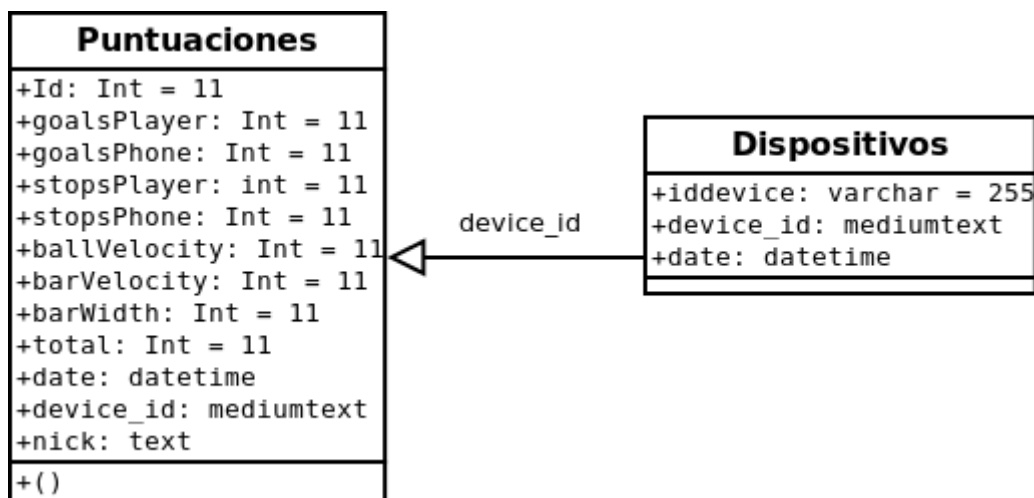 Puntuaciones
+Id: Int = 11
+goalsPlayer: Int = 11
+goalsPhone: Int = 11
+stopsPlayer: int = 11
+stopsPhone: Int = 11
+ballVelocity: Int = 11
+barVelocity: Int = 11
+barWidth: Int = 11
+total: Int = 11
+date: datetime
+device_id: mediumtext
+nick: text
+()
device_id
Dispositivos
+iddevice: varchar = 255
+device_id: mediumtext
+date: datetime